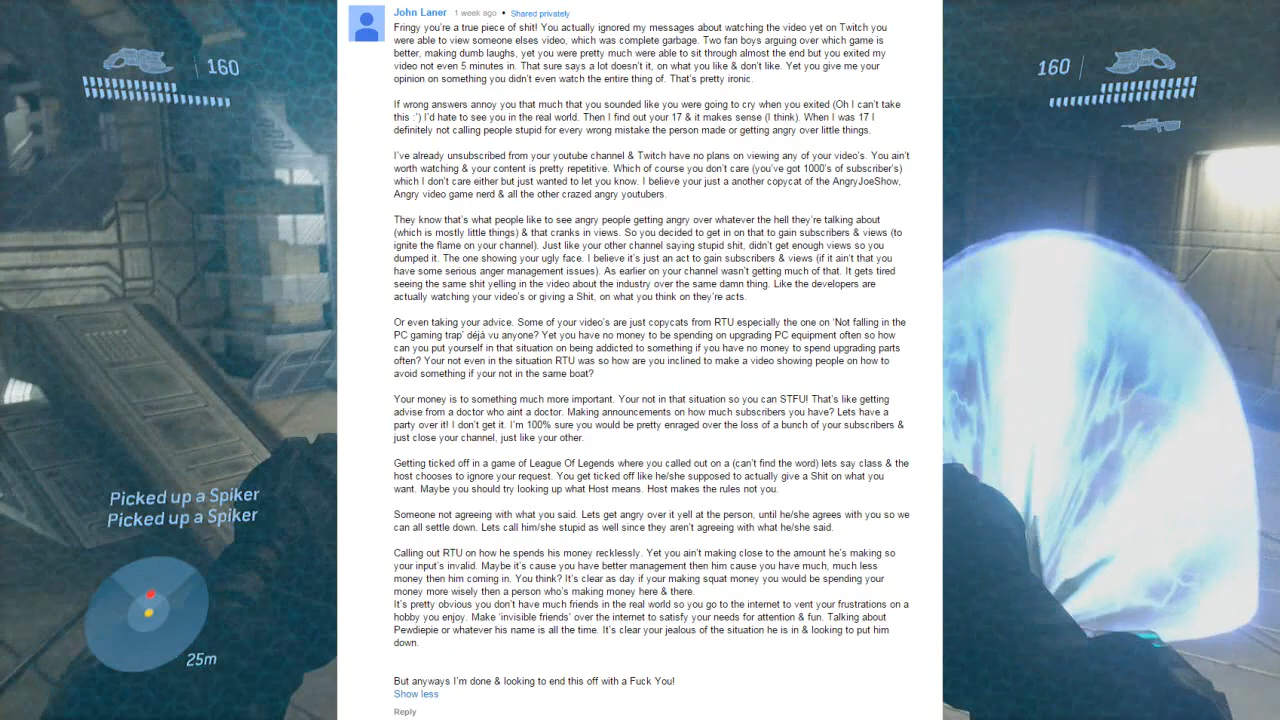 John Laner 1 week ago • Shared privately
Fringy you're a true piece of shit! You actually ignored my messages about watching the video yet on Twitch you
were able to view someone elses video, which was complete garbage. Two fan boys arguing over which game is
better, making dumb laughs, yet you were pretty much were able to sit through almost the end but you exited my
video not even 5 minutes in. That sure says a lot doesn't it, on what you like & don't like. Yet you give me your
opinion on something you didn't even watch the entire thing of. That's pretty ironic.
If wrong answers annoy you that much that you sounded like you were going to cry when you exited (Oh I can't take
this :') I'd hate to see you in the real world. Then I find out your 17 & it makes sense (I think). When I was 17 I
definitely not calling people stupid for every wrong mistake the person made or getting angry over little things.
I've already unsubscribed from your youtube channel & Twitch have no plans on viewing any of your video's. You ain't
worth watching & your content is pretty repetitive. Which of course you don't care (you've got 1000's of subscriber's)
which I don't care either but just wanted to let you know. I believe your just a another copycat of the AngryJoeShow,
Angry video game nerd & all the other crazed angry youtubers.
They know that's what people like to see angry people getting angry over whatever the hell they're talking about
(which is mostly little things) & that cranks in views. So you decided to get in on that to gain subscribers & views (to
ignite the flame on your channel). Just like your other channel saying stupid shit, didn't get enough views so you
dumped it. The one showing your ugly face. I believe it's just an act to gain subscribers & views (if it ain't that you
have some serious anger management issues). As earlier on your channel wasn't getting much of that. It gets tired
seeing the same shit yelling in the video about the industry over the same damn thing. Like the developers are
actually watching your video's or giving a Shit, on what you think on they're acts.
Or even taking your advice. Some of your video's are just copycats from RTU especially the one on 'Not falling in the
PC gaming trap' déjà vu anyone? Yet you have no money to be spending on upgrading PC equipment often so how
can you put yourself in that situation on being addicted to something if you have no money to spend upgrading parts
often? Your not even in the situation RTU was so how are you inclined to make a video showing people on how to
avoid something if your not in the same boat?
Your money is to something much more important. Your not in that situation so you can STFU! That's like getting
advise from a doctor who aint a doctor. Making announcements on how much subscribers you have? Lets have a
party over it! I don't get it. I'm 100% sure you would be pretty enraged over the loss of a bunch of your subscribers &
just close your channel, just like your other.
Getting ticked off in a game of League Of Legends where you called out on a (can't find the word) lets say class & the
host chooses to ignore your request. You get ticked off like he/she supposed to actually give a Shit on what you
want. Maybe you should try looking up what Host means. Host makes the rules not you.
Someone not agreeing with what you said. Lets get angry over it yell at the person, until he/she agrees with you so we
can all settle down. Lets call him/she stupid as well since they aren't agreeing with what he/she said.
Calling out RTU on how he spends his money recklessly. Yet you ain't making close to the amount he's making so
your input's invalid. Maybe it's cause you have better management then him cause you have much, much less
money then him coming in. You think? It's clear as day if your making squat money you would be spending your
money more wisely then a person who's making money here & there.
It's pretty obvious you don't have much friends in the real world so you go to the internet to vent your frustrations on a
hobby you enjoy. Make 'invisible friends' over the internet to satisfy your needs for attention & fun. Talking about
Pewdiepie or whatever his name is all the time. It's clear your jealous of the situation he is in & looking to put him
down.
But anyways I'm done & looking to end this off with a Fuck You!
Show less
Reply
160
160
Picked up a Spiker
Picked up a Spiker
25m